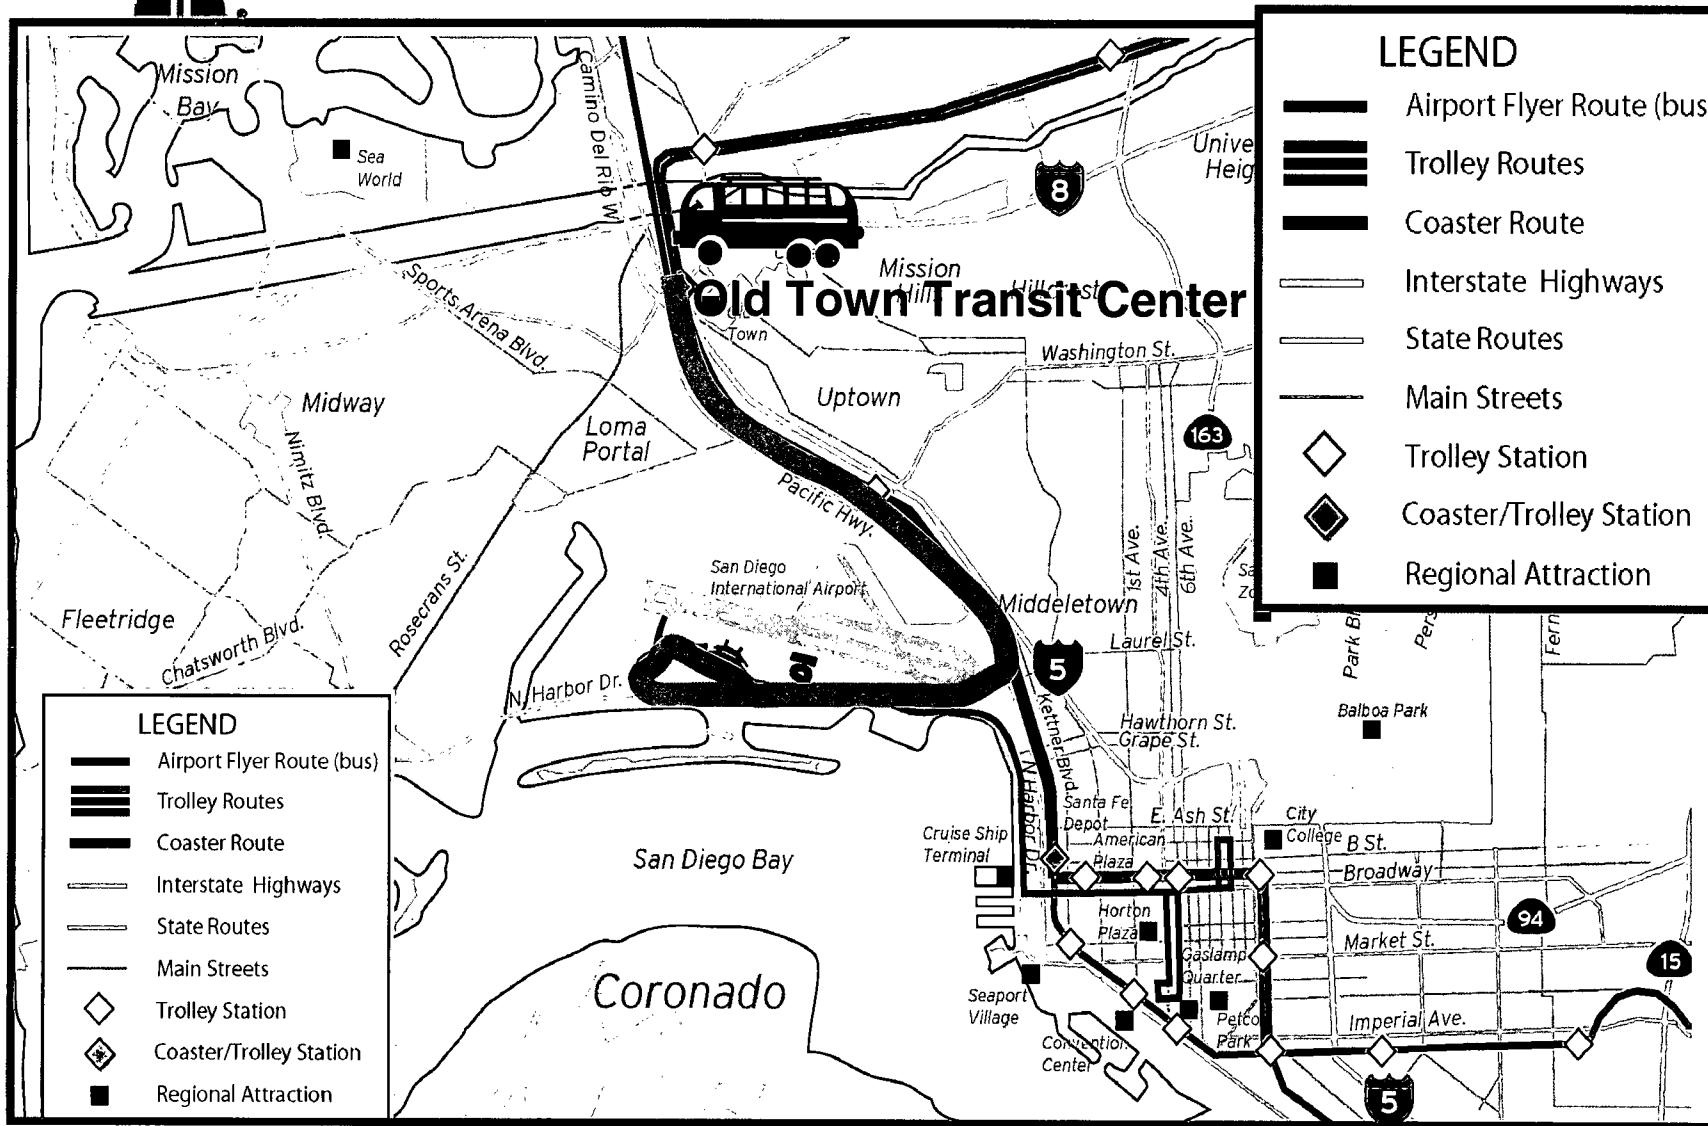 LEGEND
Airport Flyer Route (bus
Trolley Routes
Coaster Route
Interstate Highways
State Routes
Main Streets
Trolley Station
Coaster/Trolley Station
Regional Attraction
Mission
Bay
Sea
World
Camino Del Rio W
8
Mission
Hills
Hillcrest
Old Town Transit Center
Town
Sports Arena Blvd.
Washington St.
Midway
Uptown
Loma
Portal
163
Nimitz Blvd.
Pacific Hwy.
1st Ave.
4th Ave.
6th Ave.
San Diego
International Airport
Fleetridge
Chatsworth Blvd.
Rosecrans St.
Middeletown
Laurel St.
5
N. Harbor Dr.
Kettner Blvd.
Hawthorn St.
Grape St.
Balboa Park
N Harbor Dr.
Santa Fe
Depot
E. Ash St.
City
College
B St.
American
Plaza
Broadway
Cruise Ship
Terminal
San Diego Bay
Horton
Plaza
94
Market St.
Gaslamp
Quarter
15
Coronado
Seaport
Village
Petco
Park
Imperial Ave.
Convention
Center
5
LEGEND
Airport Flyer Route (bus)
Trolley Routes
Coaster Route
Interstate Highways
State Routes
Main Streets
Trolley Station
Coaster/Trolley Station
Regional Attraction